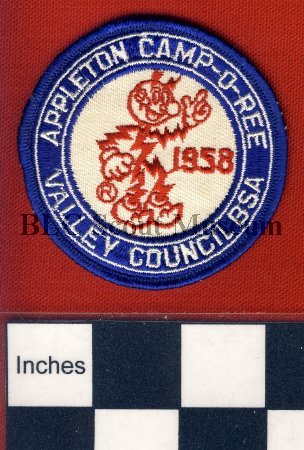 APPLETON CAMP-O-REE
1958
VALLEY COUNCIL BSA
Inches